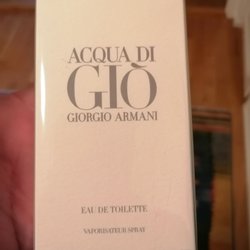 ACQUA DI
GIÒ
GIORGIO ARMANI
EAU DE TOILETTE
VAPORISATEUR SPRAY